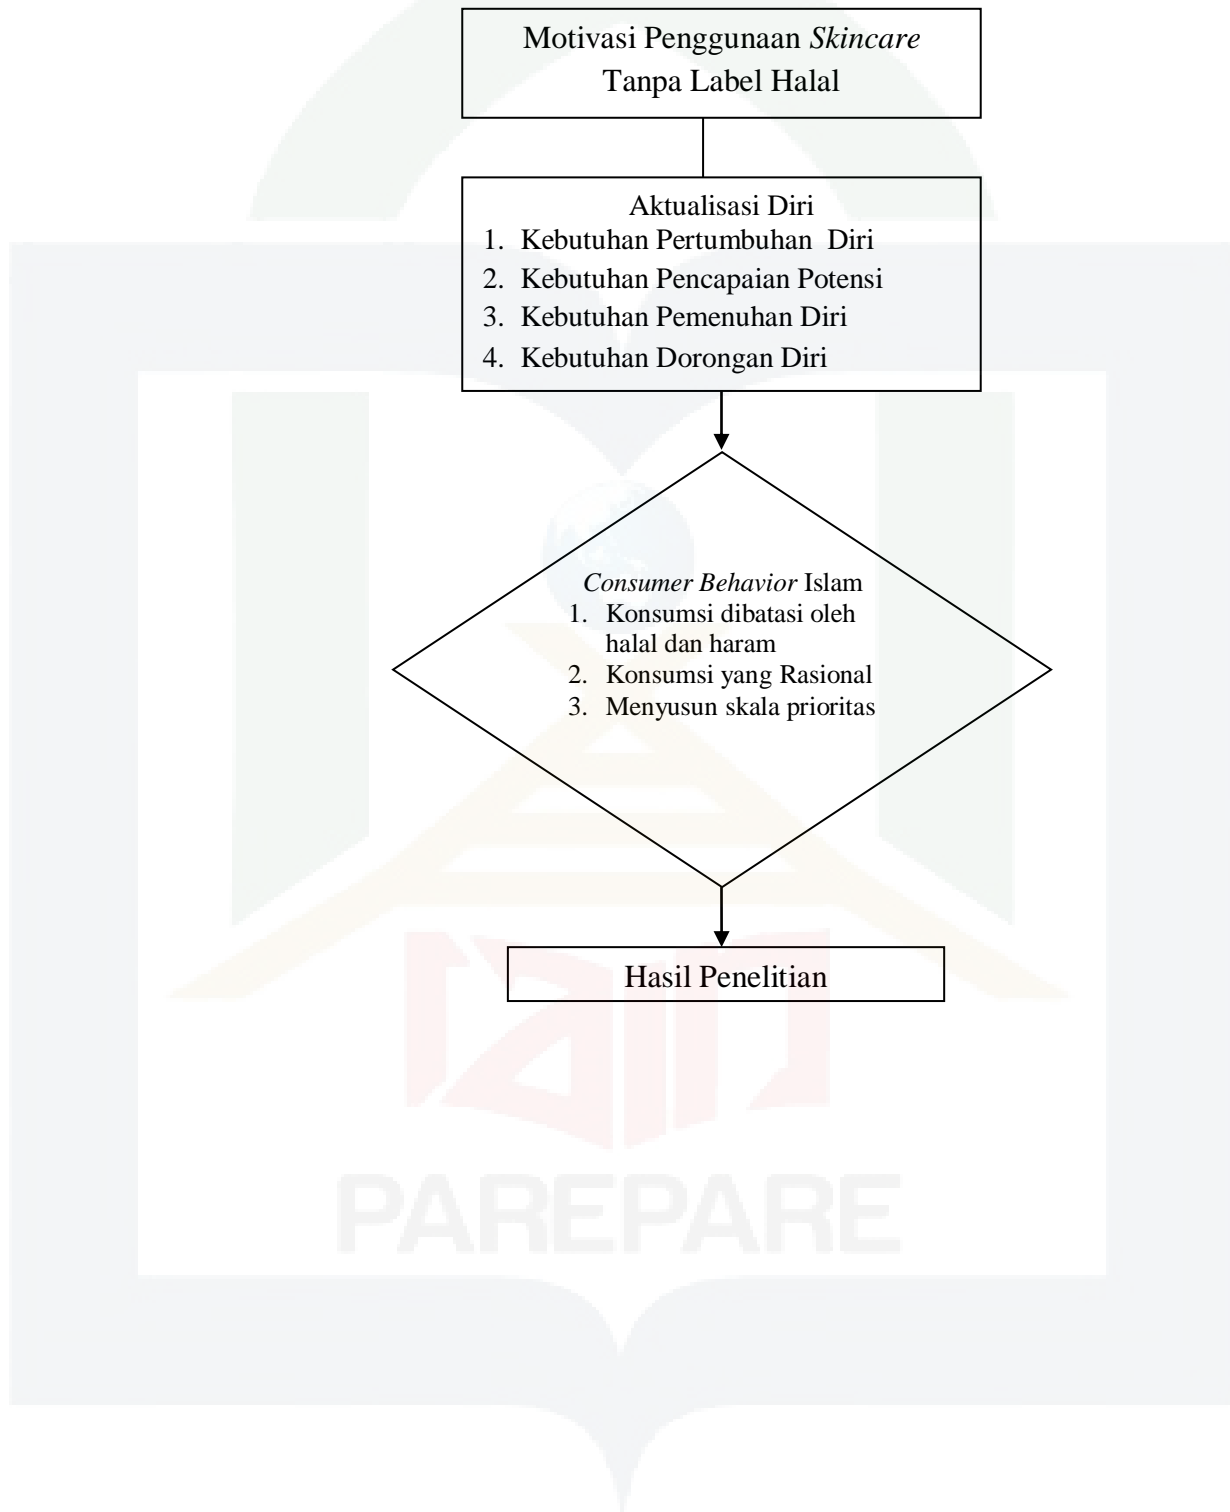 Motivasi Penggunaan Skincare
Tanpa Label Halal
Aktualisasi Diri
1. Kebutuhan Pertumbuhan Diri
2. Kebutuhan Pencapaian Potensi
3. Kebutuhan Pemenuhan Diri
4. Kebutuhan Dorongan Diri
Consumer Behavior Islam
1. Konsumsi dibatasi oleh
halal dan haram
2. Konsumsi yang Rasional
3. Menyusun skala prioritas
Hasil Penelitian
iain
PAREPARE